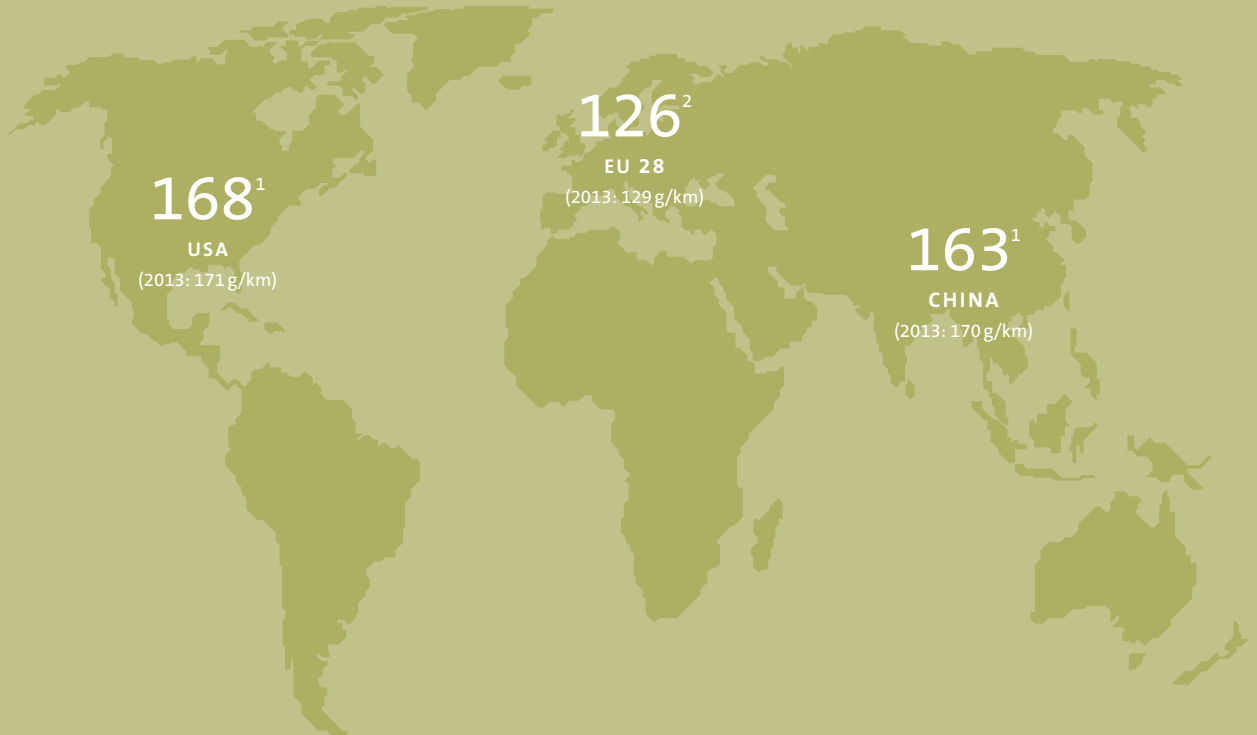 168¹
USA
(2013: 171 g/km)
126²
EU 28
(2013: 129 g/km)
163¹
CHINA
(2013: 170 g/km)